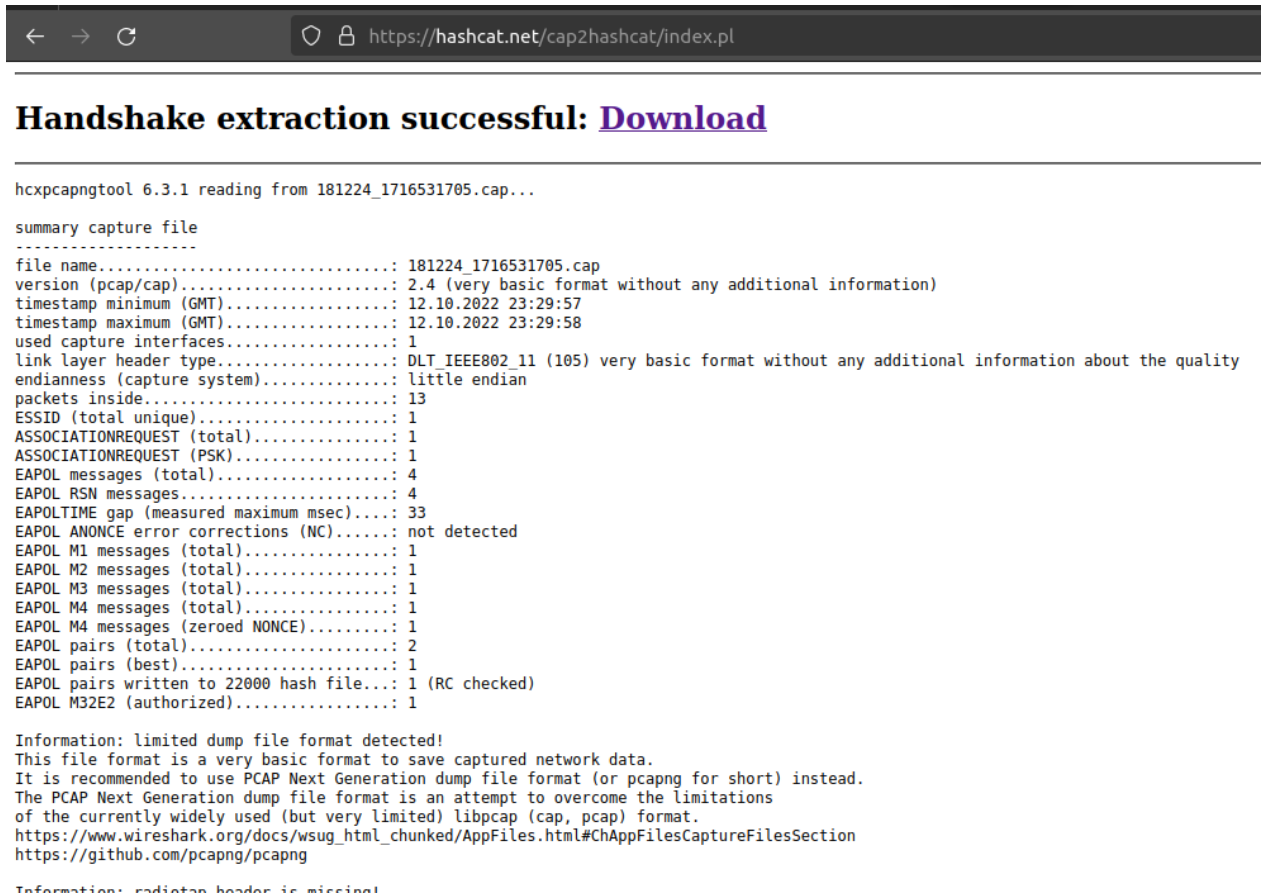 https://hashcat.net/cap2hashcat/index.pl
Handshake extraction successful: Download
hcxpcapngtool 6.3.1 reading from 181224_1716531705.cap...
summary capture file
--------------------
file name................................: 181224_1716531705.cap
version (pcap/cap).......................: 2.4 (very basic format without any additional information)
timestamp minimum (GMT)..................: 12.10.2022 23:29:57
timestamp maximum (GMT)..................: 12.10.2022 23:29:58
used capture interfaces..................: 1
link layer header type...................: DLT_IEEE802_11 (105) very basic format without any additional information about the quality
endianness (capture system)..............: little endian
packets inside...........................: 13
ESSID (total unique).....................: 1
ASSOCIATIONREQUEST (total)...............: 1
ASSOCIATIONREQUEST (PSK).................: 1
EAPOL messages (total)...................: 4
EAPOL RSN messages.......................: 4
EAPOLTIME gap (measured maximum msec)....: 33
EAPOL ANONCE error corrections (NC)......: not detected
EAPOL M1 messages (total)................: 1
EAPOL M2 messages (total)................: 1
EAPOL M3 messages (total)................: 1
EAPOL M4 messages (total)................: 1
EAPOL M4 messages (zeroed NONCE).........: 1
EAPOL pairs (total)......................: 2
EAPOL pairs (best).......................: 1
EAPOL pairs written to 22000 hash file...: 1 (RC checked)
EAPOL M32E2 (authorized).................: 1
Information: limited dump file format detected!
This file format is a very basic format to save captured network data.
It is recommended to use PCAP Next Generation dump file format (or pcapng for short) instead.
The PCAP Next Generation dump file format is an attempt to overcome the limitations
of the currently widely used (but very limited) libpcap (cap, pcap) format.
https://www.wireshark.org/docs/wsug_html_chunked/AppFiles.html#ChAppFilesCaptureFilesSection
https://github.com/pcapng/pcapng
Information: radiotap header is missing!